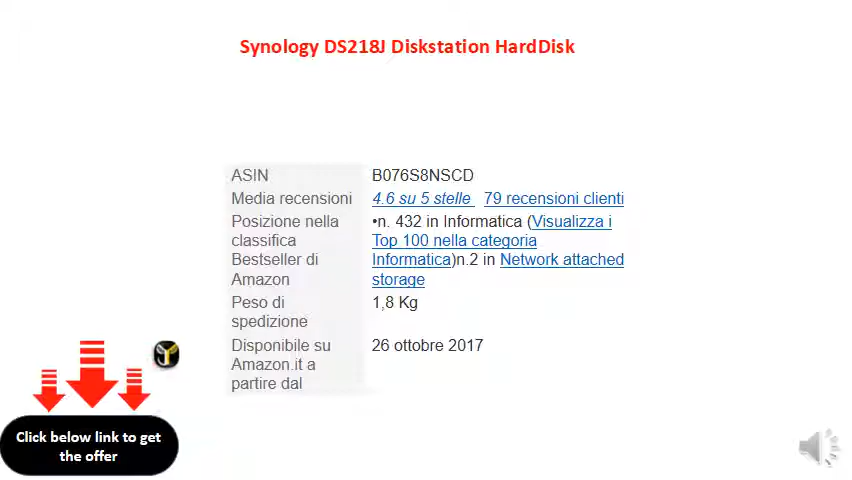 Synology DS218J Diskstation HardDisk
ASIN B076S8NSCD
Media recensioni 4.6 su 5 stelle 79 recensioni clienti
Posizione nella •n. 432 in Informatica (Visualizza i
classifica Top 100 nella categoria
Bestseller di Informatica)n.2 in Network attached
Amazon storage
Peso di 1,8 Kg
spedizione
Disponibile su 26 ottobre 2017
Amazon.it a
partire dal
Click below link to get
the offer